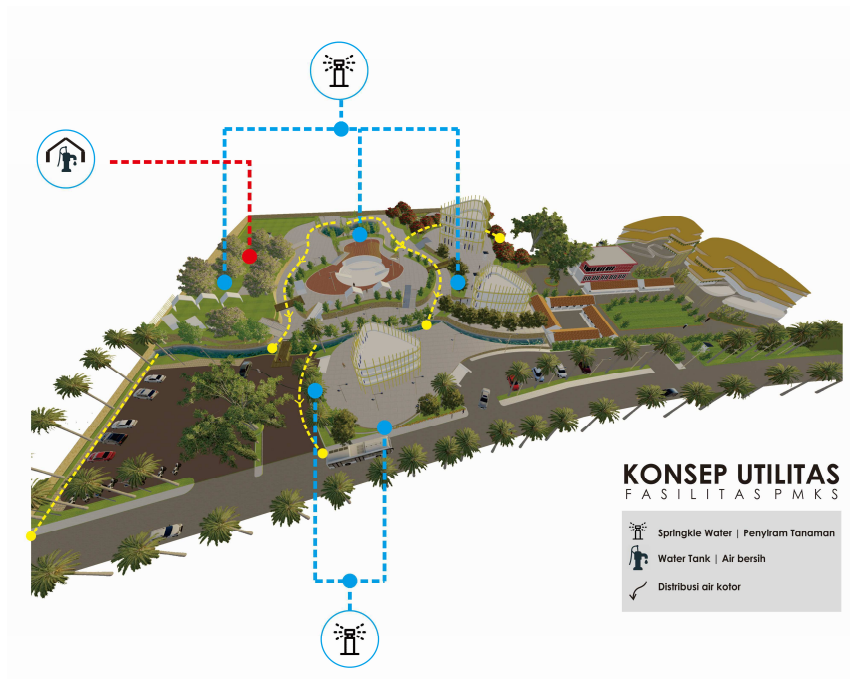 KONSEP UTILITAS
FASILITAS PMKS
Springkle Water | Penyiram Tanaman
Water Tank | Air bersih
Distribusi air kotor